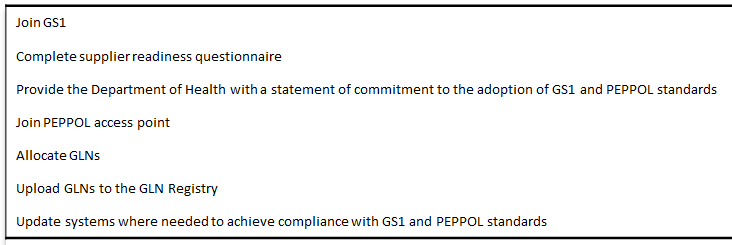 Join GS1
Complete supplier readiness questionnaire
Provide the Department of Health with a statement of commitment to the adoption of GS1 and PEPPOL standards
Join PEPPOL access point
Allocate GLNs
Upload GLNs to the GLN Registry
Update systems where needed to achieve compliance with GS1 and PEPPOL standards